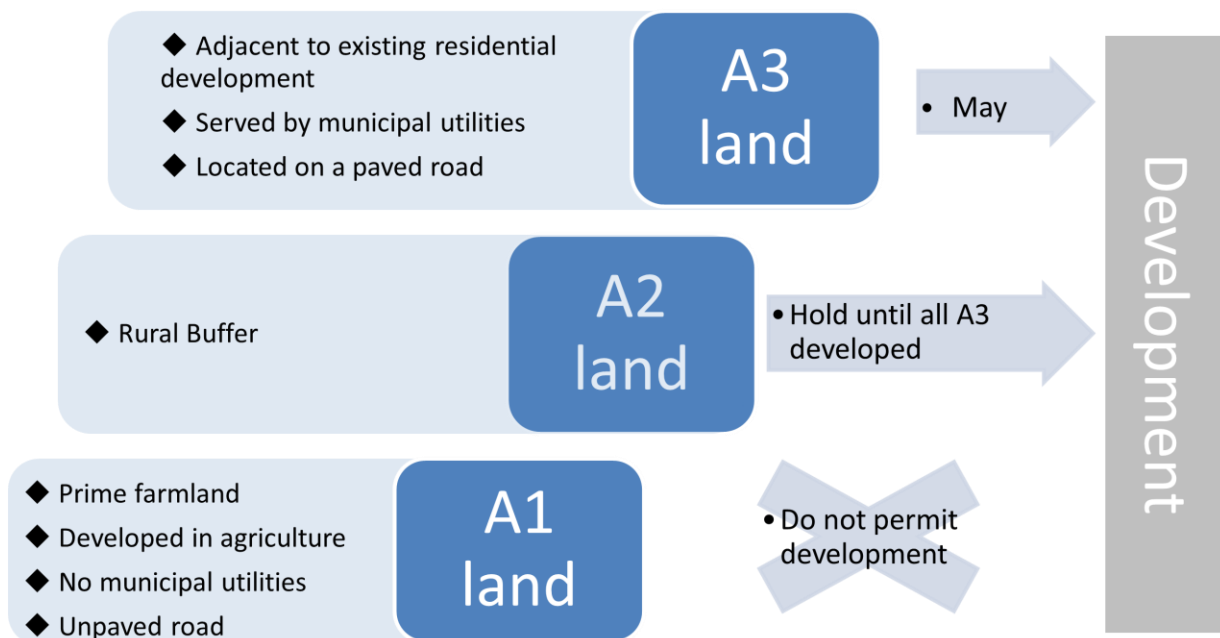 ◆ Adjacent to existing residential
development
◆ Served by municipal utilities
◆ Located on a paved road
A3
land
• May
◆ Rural Buffer
A2
land
• Hold until all A3
developed
◆ Prime farmland
◆ Developed in agriculture
◆ No municipal utilities
◆ Unpaved road
A1
land
• Do not permit
development
Development